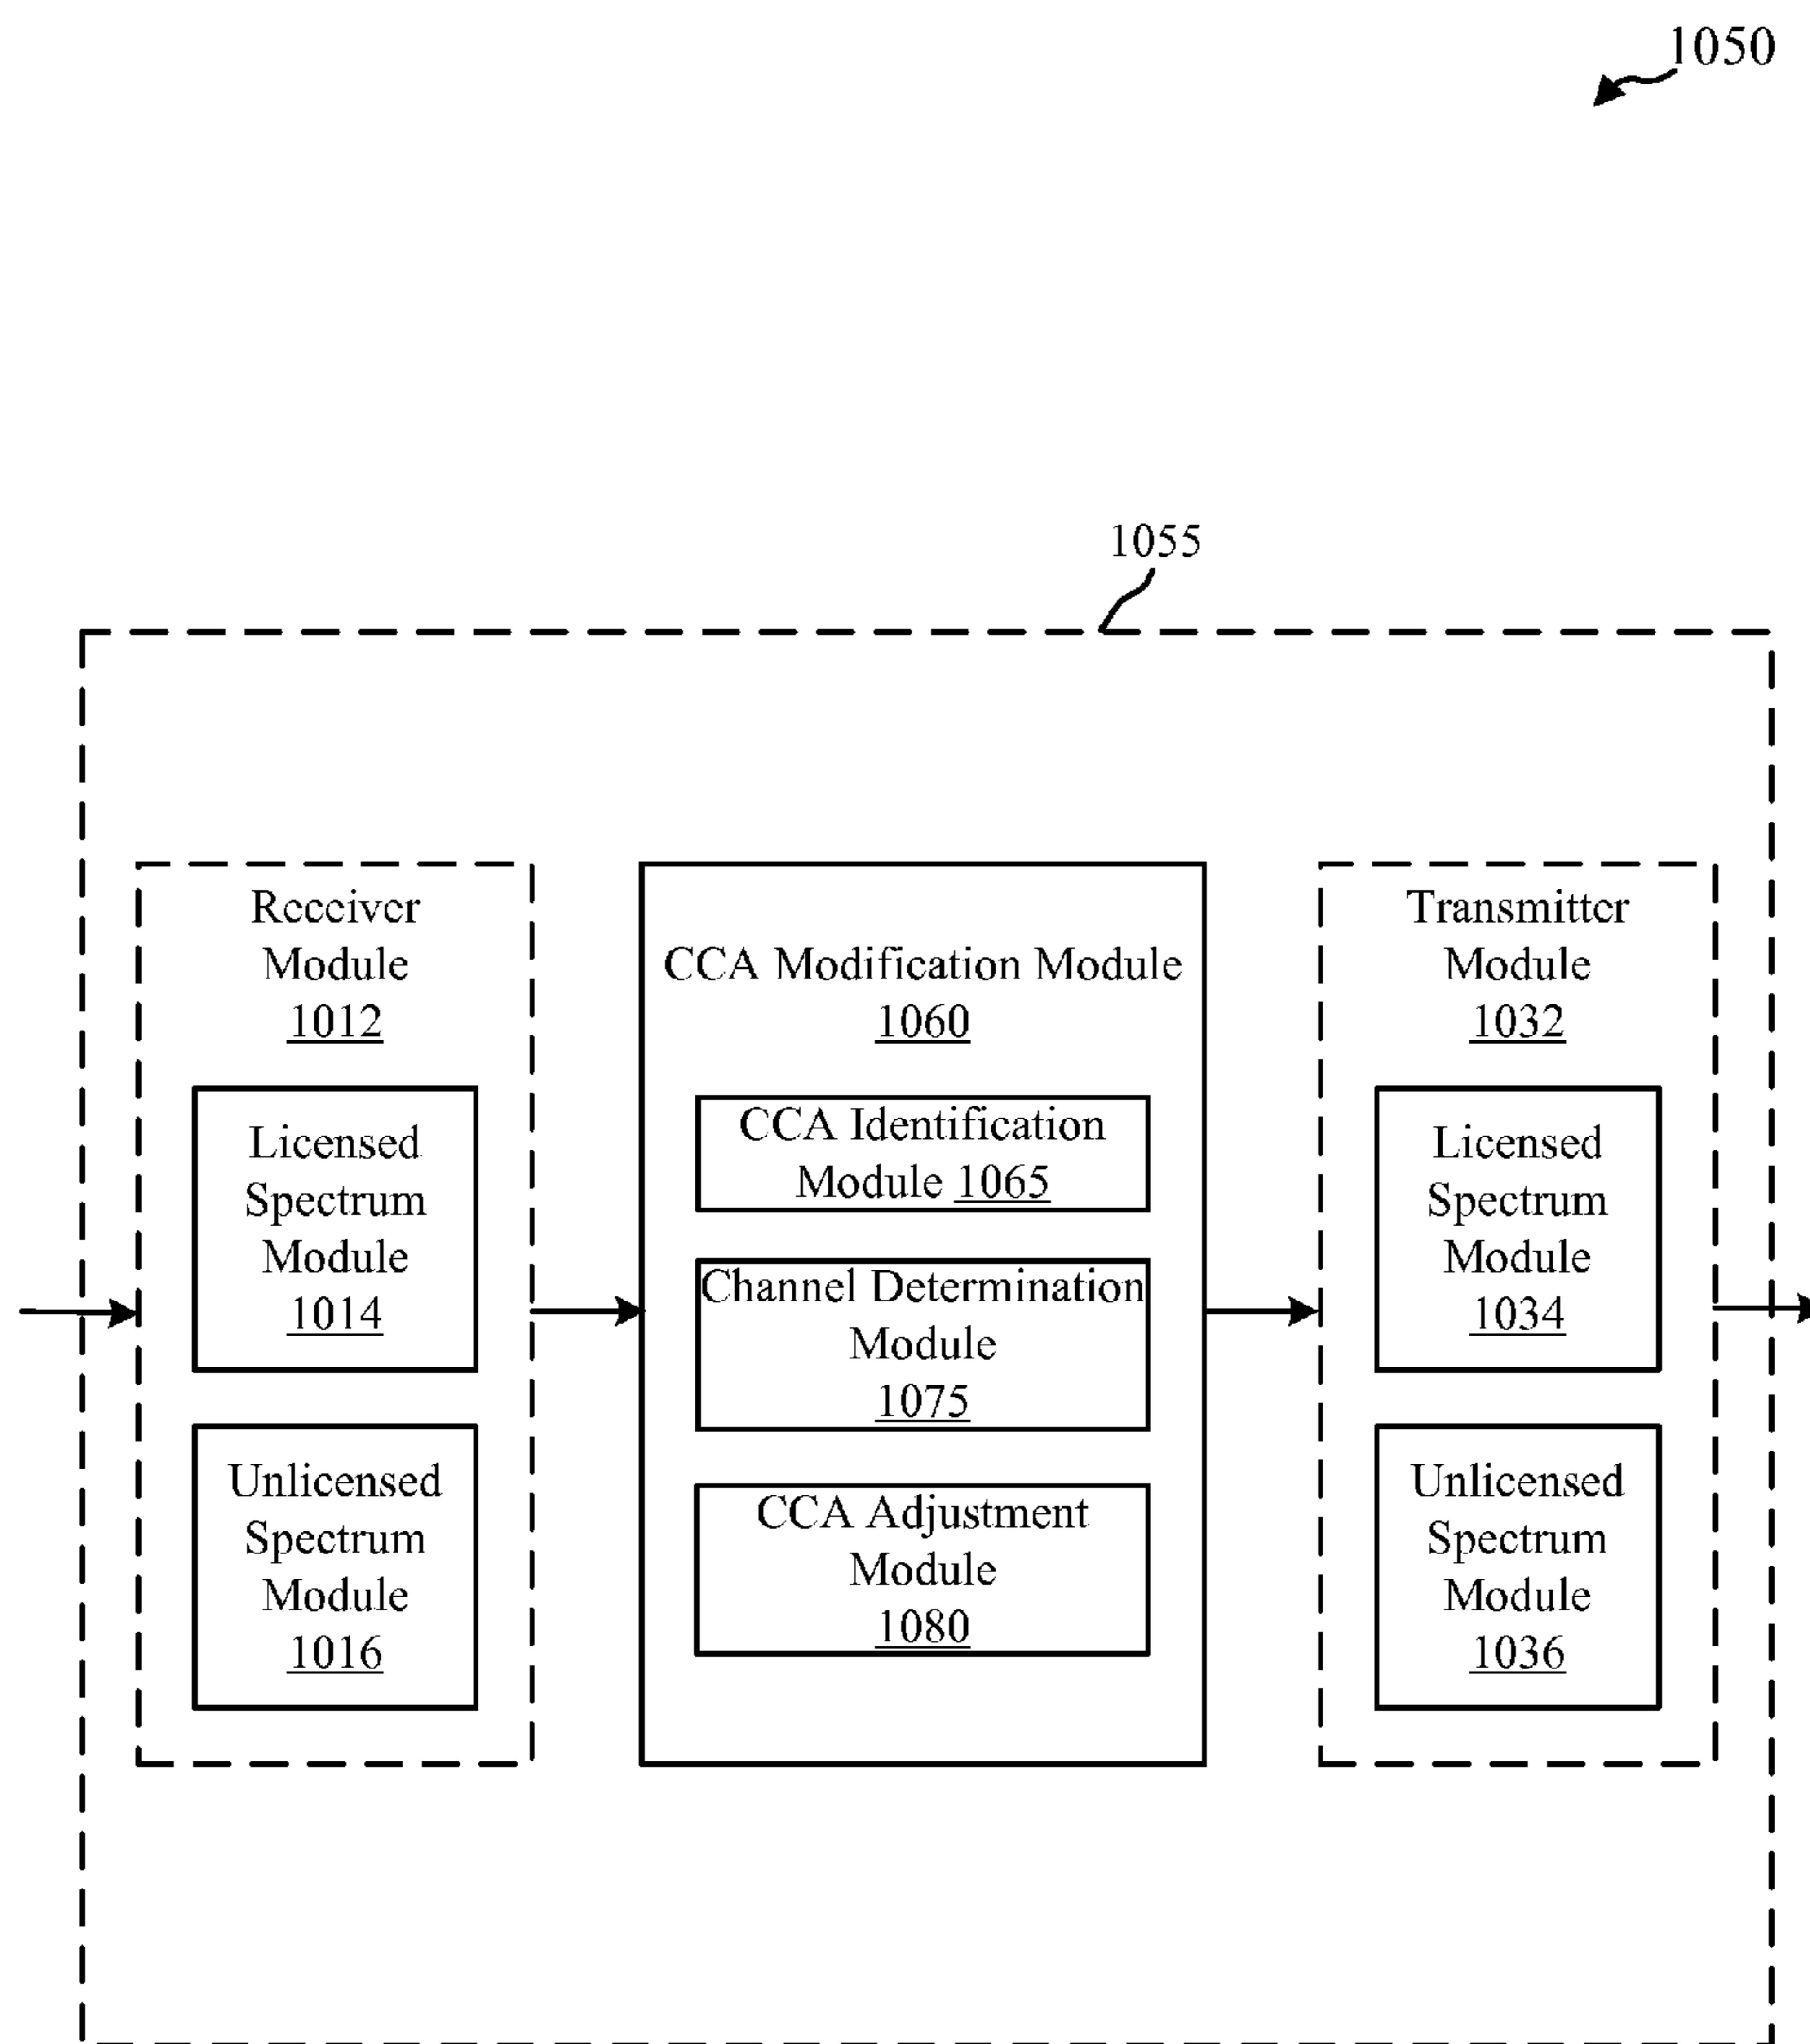 1050
1055
Receiver
Module
1012
Licensed
Spectrum
Module
1014
Unlicensed
Spectrum
Module
1016
CCA Modification Module
1060
CCA Identification
Module 1065
Channel Determination
Module
1075
CCA Adjustment
Module
1080
Transmitter
Module
1032
Licensed
Spectrum
Module
1034
Unlicensed
Spectrum
Module
1036